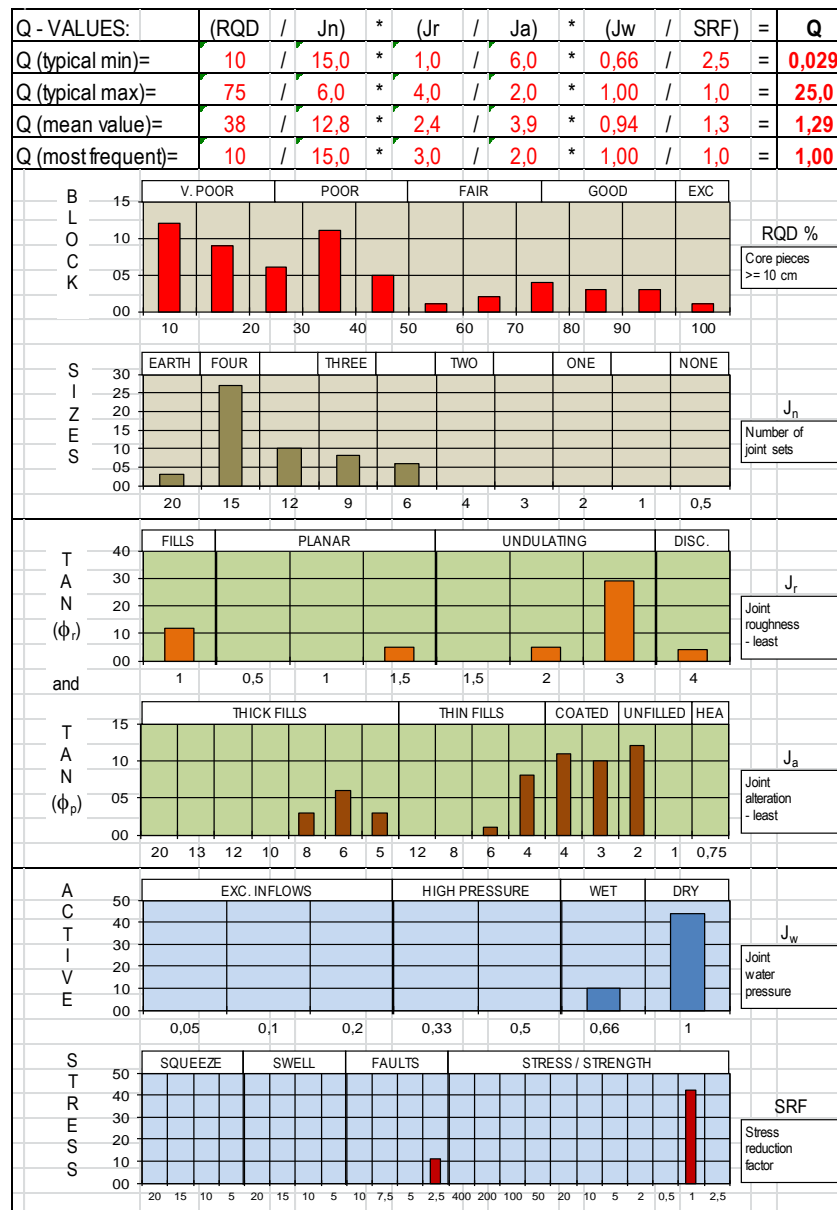 Q - VALUES: (RQD / Jn) * (Jr / Ja) * (Jw / SRF) = Q
Q (typical min)= 10 / 15,0 * 1,0 / 6,0 * 0,66 / 2,5 = 0,029
Q (typical max)= 75 / 6,0 * 4,0 / 2,0 * 1,00 / 1,0 = 25,0
Q (mean value)= 38 / 12,8 * 2,4 / 3,9 * 0,94 / 1,3 = 1,29
Q (most frequent)= 10 / 15,0 * 3,0 / 2,0 * 1,00 / 1,0 = 1,00
BLOCK
V. POOR POOR FAIR GOOD EXC
15
10
05
00
10 20 30 40 50 60 70 80 90 100
RQD %
Core pieces
>= 10 cm
SIZES
EARTH FOUR THREE TWO ONE NONE
30
25
20
15
10
05
00
20 15 12 9 6 4 3 2 1 0,5
Jn
Number of
joint sets
TAN
(ϕr)
FILLS PLANAR UNDULATING DISC.
40
30
20
10
00
1 0,5 1 1,5 1,5 2 3 4
Jr
Joint
roughness
- least
and
TAN
(ϕp)
THICK FILLS THIN FILLS COATED UNFILLED HEA
15
10
05
00
20 13 12 10 8 6 5 12 8 6 4 4 3 2 1 0,75
Ja
Joint
alteration
- least
ACTIVE
EXC. INFLOWS HIGH PRESSURE WET DRY
50
40
30
20
10
00
0,05 0,1 0,2 0,33 0,5 0,66 1
Jw
Joint
water
pressure
STRESS
SQUEEZE SWELL FAULTS STRESS / STRENGTH
50
40
30
20
10
00
20 15 10 5 20 15 10 5 10 7,5 5 2,5 400 200 100 50 20 10 5 2 0,5 1 2,5
SRF
Stress
reduction
factor